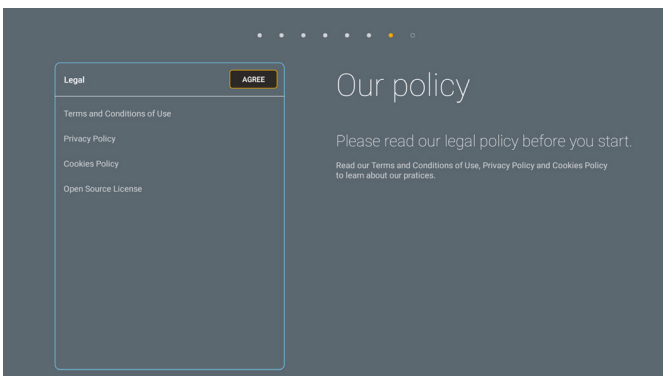 Legal
AGREE
Terms and Conditions of Use
Privacy Policy
Cookies Policy
Open Source License
Our policy
Please read our legal policy before you start.
Read our Terms and Conditions of Use, Privacy Policy and Cookies Policy
to learn about our pratices.